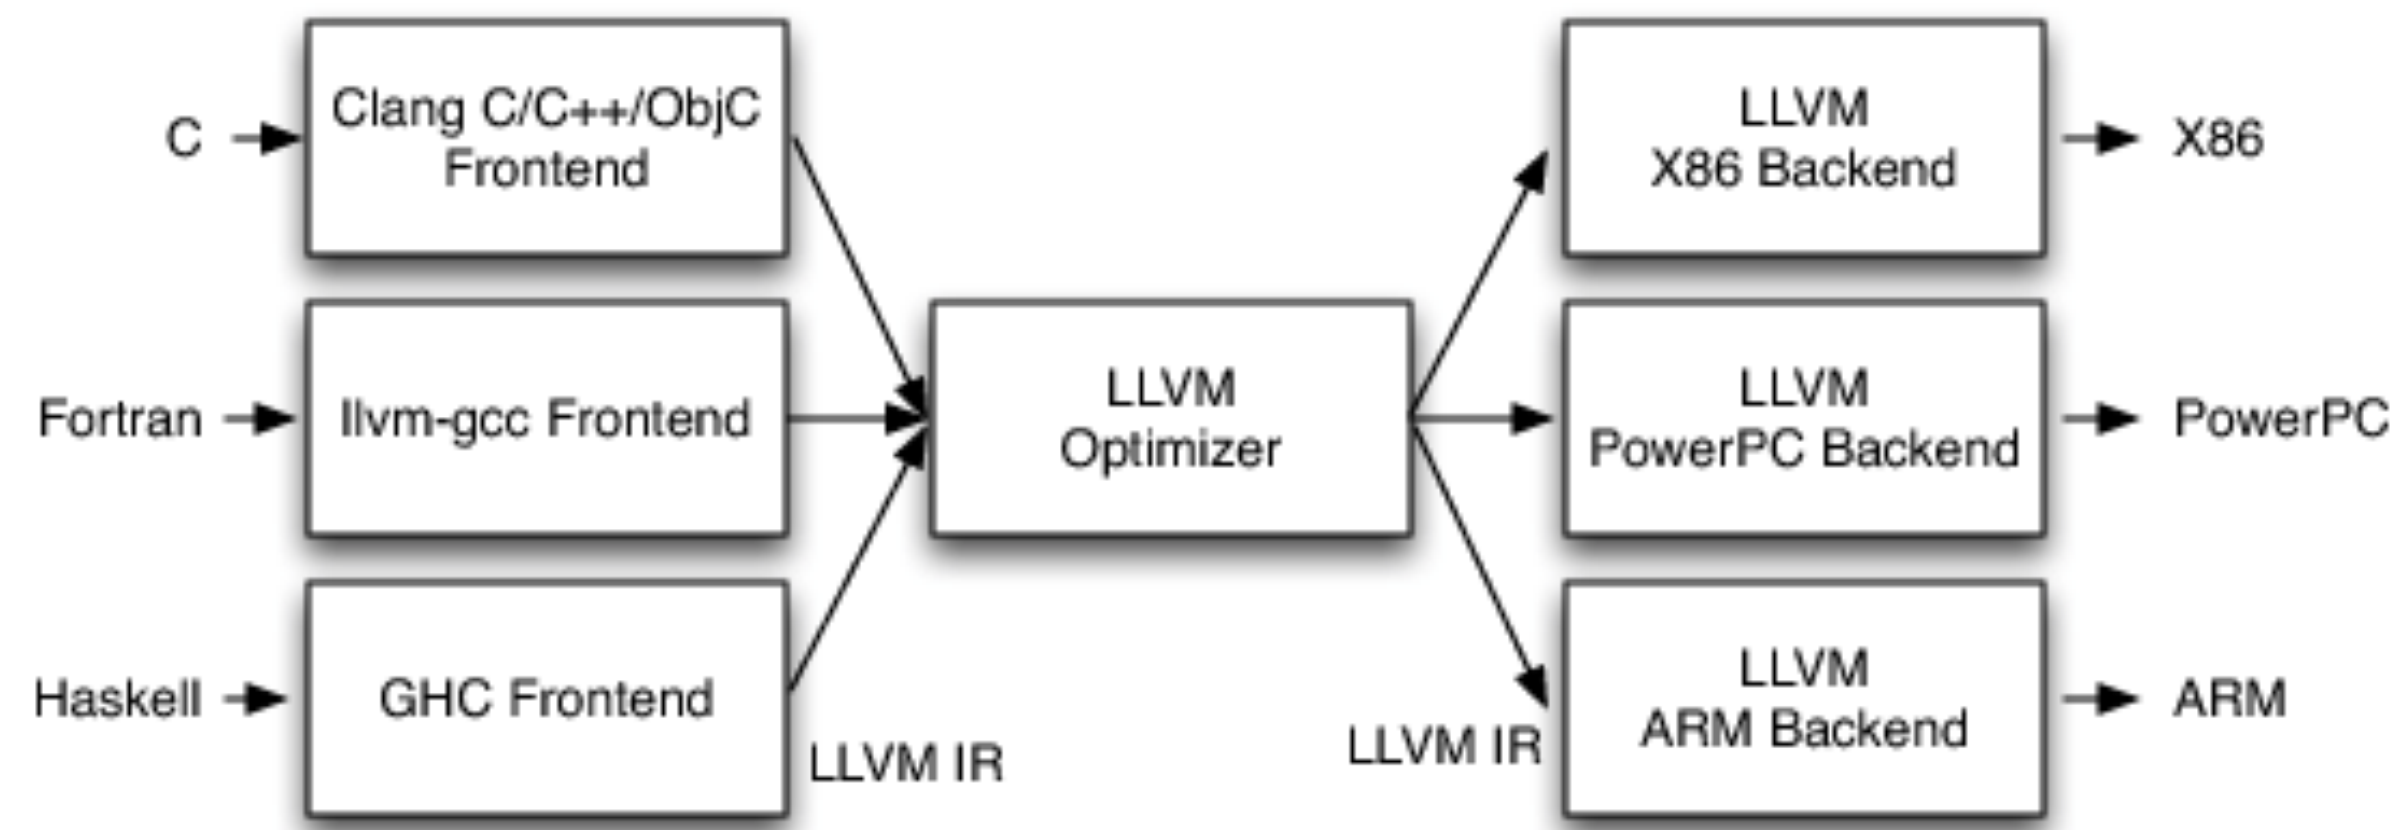 C
Clang C/C++/ObjC
Frontend
LLVM
X86 Backend
X86
Fortran
llvm-gcc Frontend
LLVM
Optimizer
LLVM
PowerPC Backend
PowerPC
Haskell
GHC Frontend
LLVM IR
LLVM IR
LLVM
ARM Backend
ARM